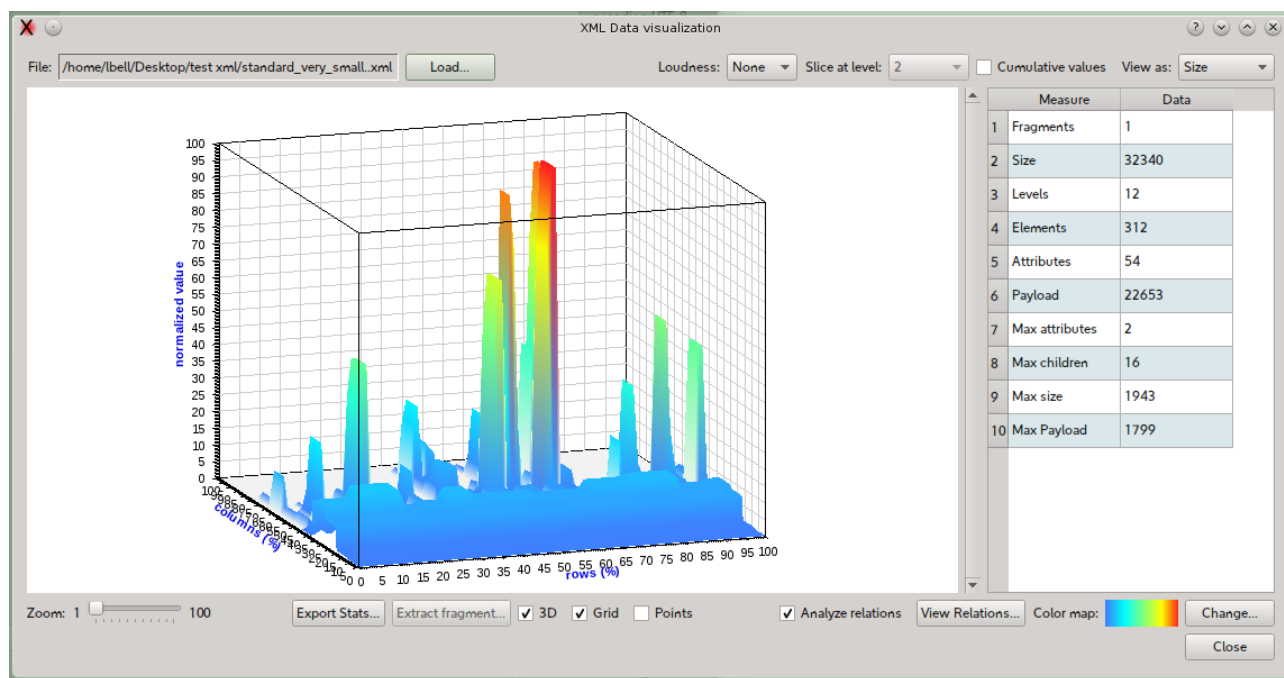 XML Data visualization
File: /home/lbell/Desktop/test xml/standard_very_small..xml Load... Loudness: None Slice at level: 2 Cumulative values View as: Size
Measure Data
1 Fragments 1
2 Size 32340
3 Levels 12
4 Elements 312
5 Attributes 54
6 Payload 22653
7 Max attributes 2
8 Max children 16
9 Max size 1943
10 Max Payload 1799
100
95
90
85
80
75
70
65
60
55
50
45
40
35
30
25
20
15
10
5
0
normalized value
columns (%)
0 5 10 15 20 25 30 35 40 45 50 55 60 65 70 75 80 85 90 95 100
rows (%)
Zoom: 1 100 Export Stats... Extract fragment... 3D Grid Points Analyze relations View Relations... Color map: Change...
Close